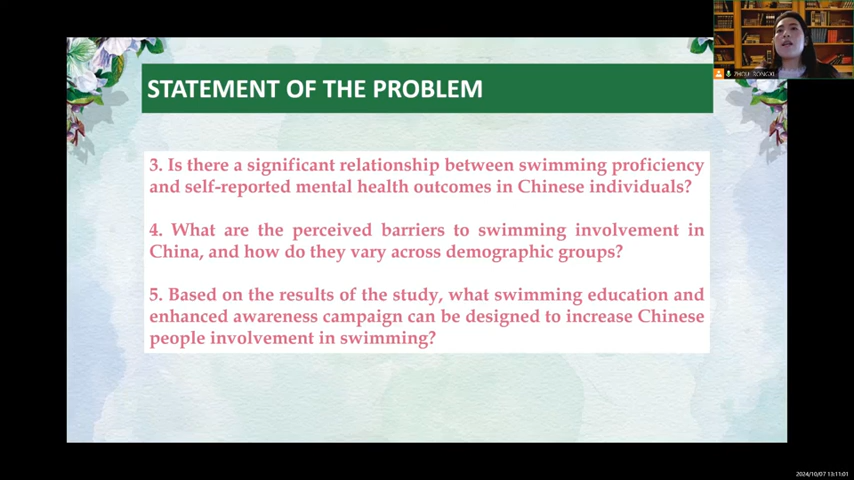 STATEMENT OF THE PROBLEM
3. Is there a significant relationship between swimming proficiency
and self-reported mental health outcomes in Chinese individuals?
4. What are the perceived barriers to swimming involvement in
China, and how do they vary across demographic groups?
5. Based on the results of the study, what swimming education and
enhanced awareness campaign can be designed to increase Chinese
people involvement in swimming?
2024/10/07 13:11:01